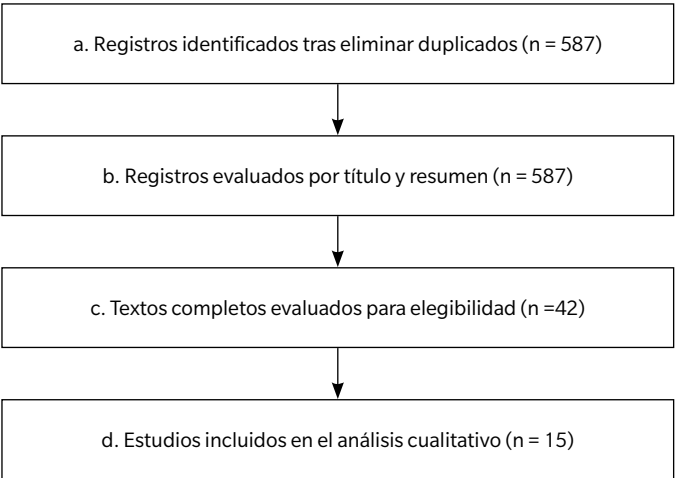 a. Registros identificados tras eliminar duplicados (n = 587)
b. Registros evaluados por título y resumen (n = 587)
c. Textos completos evaluados para elegibilidad (n =42)
d. Estudios incluidos en el análisis cualitativo (n = 15)